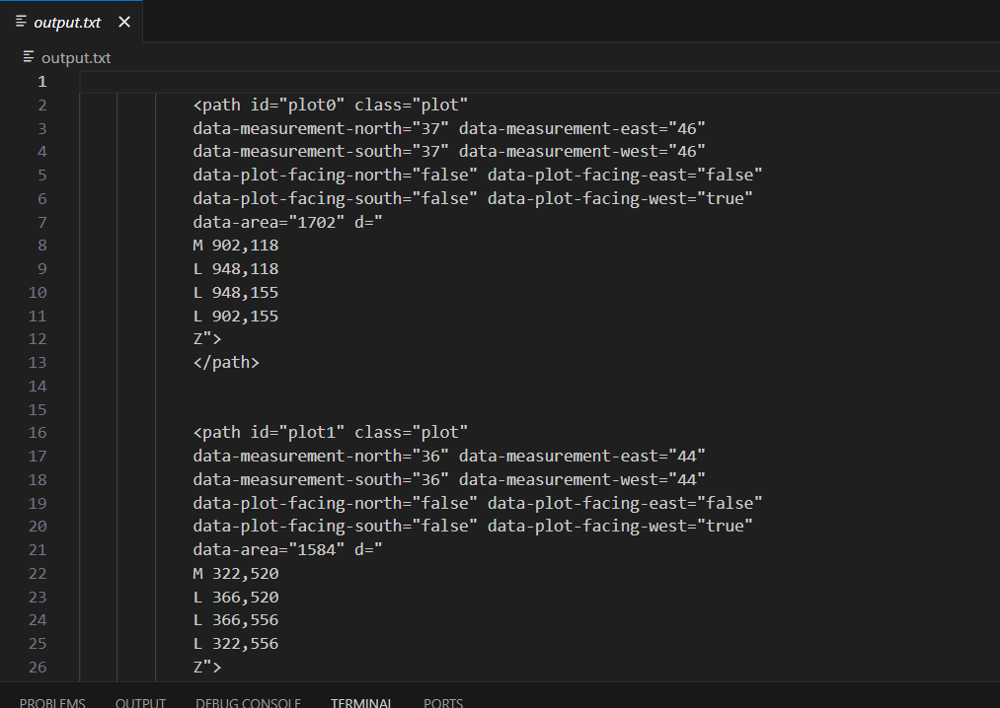 output.txt
output.txt
1
2 <path id="plot0" class="plot"
3 data-measurement-north="37" data-measurement-east="46"
4 data-measurement-south="37" data-measurement-west="46"
5 data-plot-facing-north="false" data-plot-facing-east="false"
6 data-plot-facing-south="false" data-plot-facing-west="true"
7 data-area="1702" d="
8 M 902,118
9 L 948,118
10 L 948,155
11 L 902,155
12 Z">
13 </path>
14
15
16 <path id="plot1" class="plot"
17 data-measurement-north="36" data-measurement-east="44"
18 data-measurement-south="36" data-measurement-west="44"
19 data-plot-facing-north="false" data-plot-facing-east="false"
20 data-plot-facing-south="false" data-plot-facing-west="true"
21 data-area="1584" d="
22 M 322,520
23 L 366,520
24 L 366,556
25 L 322,556
26 Z">
PROBLEMS OUTPUT DEBUG CONSOLE TERMINAL PORTS